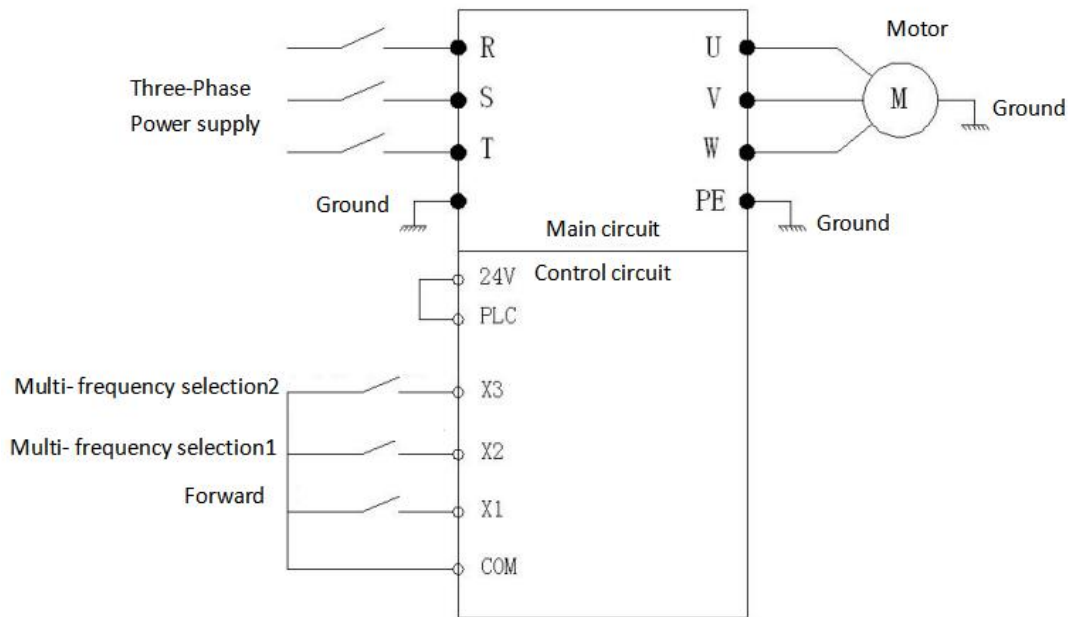 R
U
Motor
Three-Phase
Power supply
S
V
M
Ground
T
W
Ground
PE
Ground
Main circuit
Control circuit
24V
PLC
Multi- frequency selection2
X3
Multi- frequency selection1
X2
Forward
X1
COM